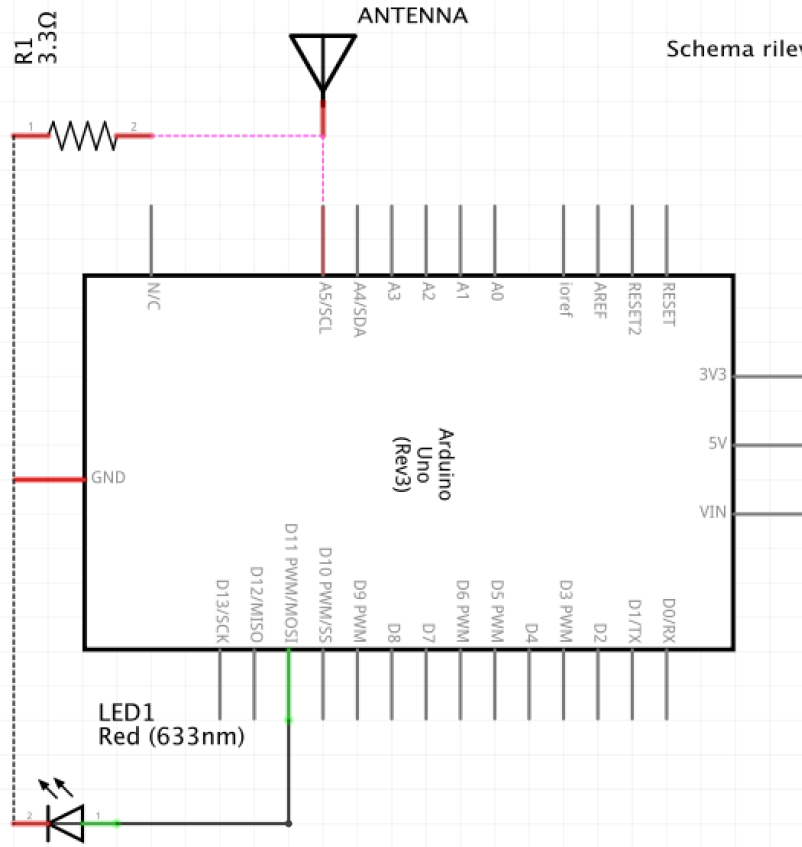 ANTENNA
R1
3.3Ω
Schema
1
2
N/C
A5/SCL
A4/SDA
A3
A2
A1
A0
ioref
AREF
RESET2
RESET
3V3
5V
VIN
GND
Arduino
Uno
(Rev3)
D13/SCK
D12/MISO
D11 PWM/MOSI
D10 PWM/SS
D9 PWM
D8
D7
D6 PWM
D5 PWM
D4
D3 PWM
D2
D1/TX
D0/RX
LED1
Red (633nm)
2
1